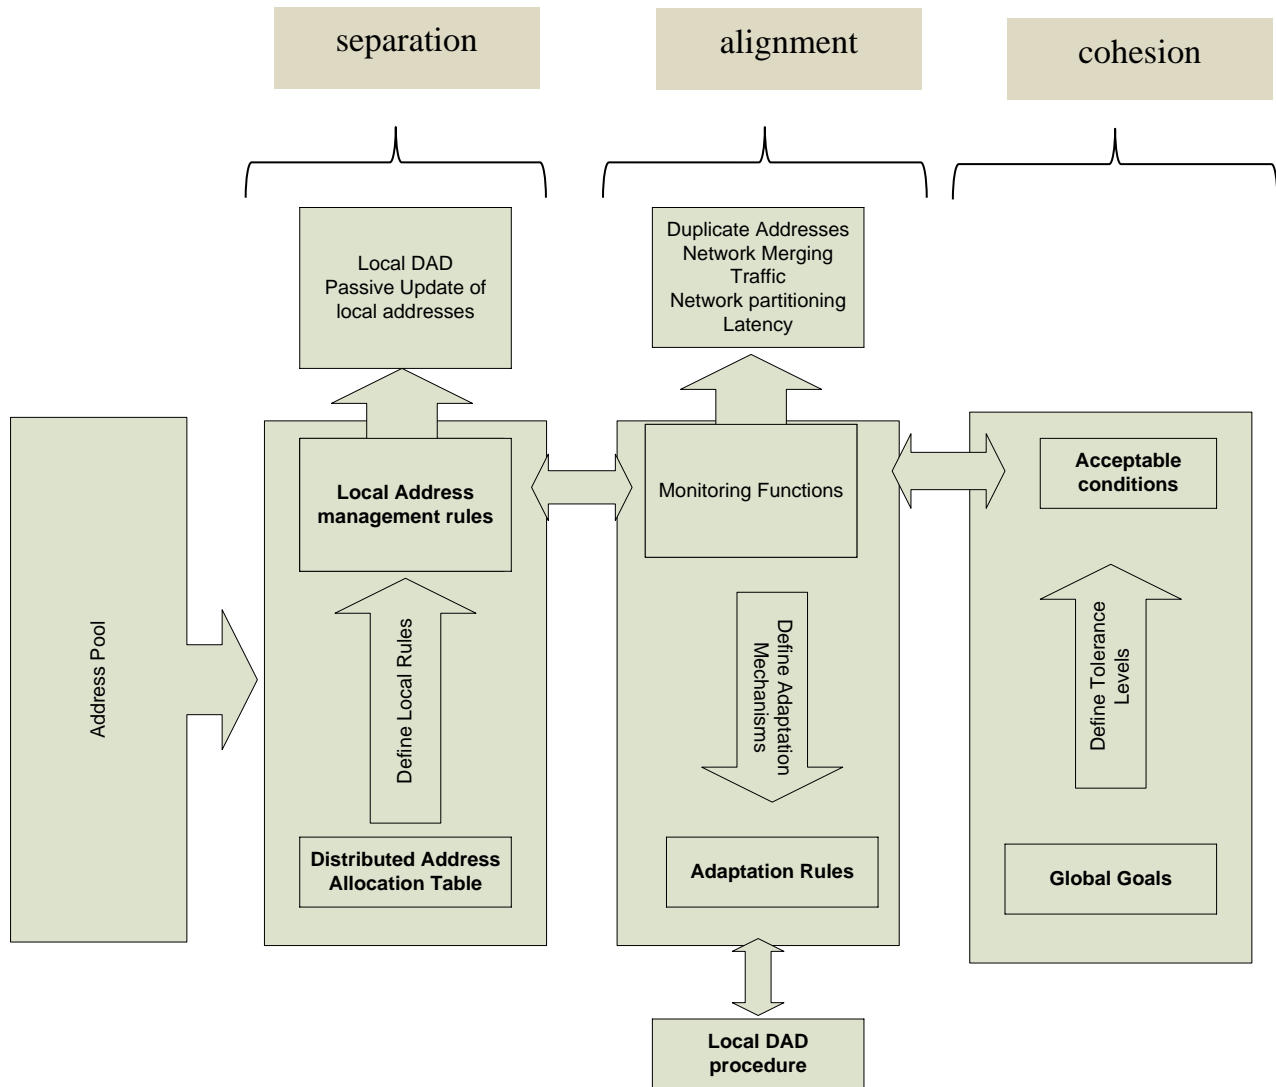 separation
alignment
cohesion
Local DAD
Passive Update of
local addresses
Duplicate Addresses
Network Merging
Traffic
Network partitioning
Latency
Address Pool
Local Address
management rules
Define Local Rules
Distributed Address
Allocation Table
Monitoring Functions
Define Adaptation
Mechanisms
Adaptation Rules
Acceptable
conditions
Define Tolerance
Levels
Global Goals
Local DAD
procedure